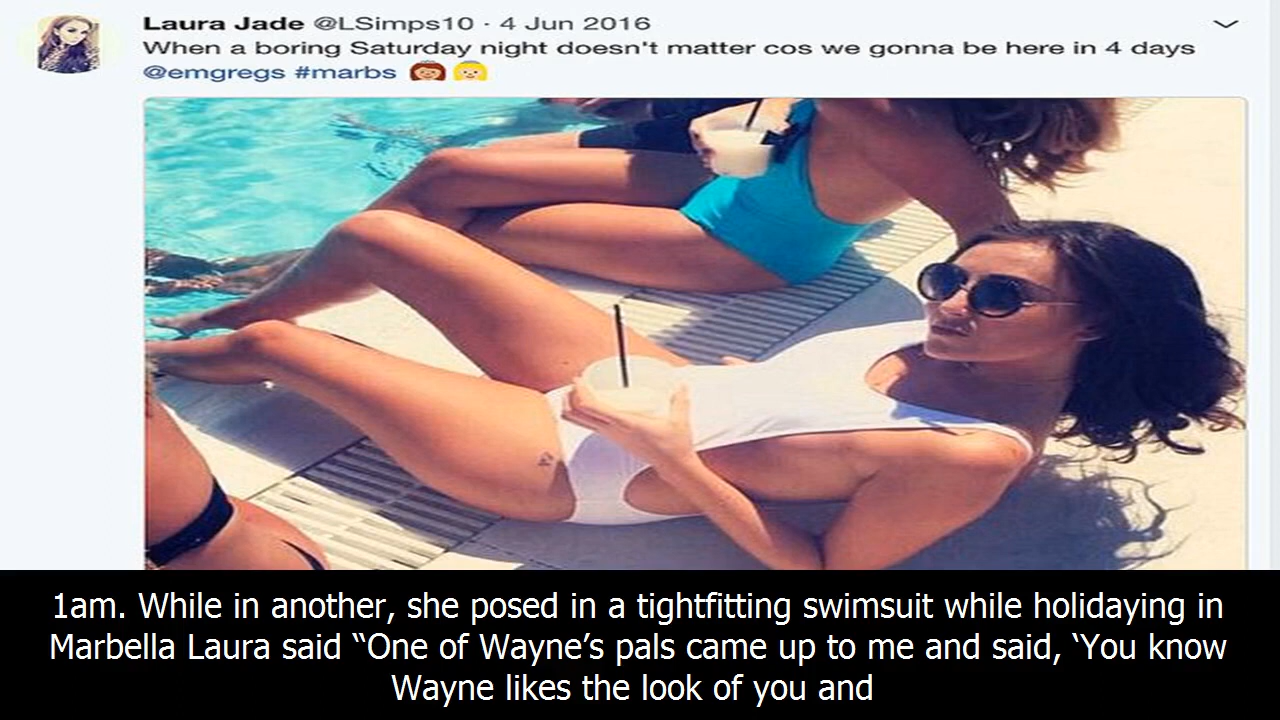 Laura Jade @LSimps10 · 4 Jun 2016
When a boring Saturday night doesn't matter cos we gonna be here in 4 days
@emgregs #marbs
1am. While in another, she posed in a tightfitting swimsuit while holidaying in
Marbella Laura said “One of Wayne’s pals came up to me and said, ‘You know
Wayne likes the look of you and